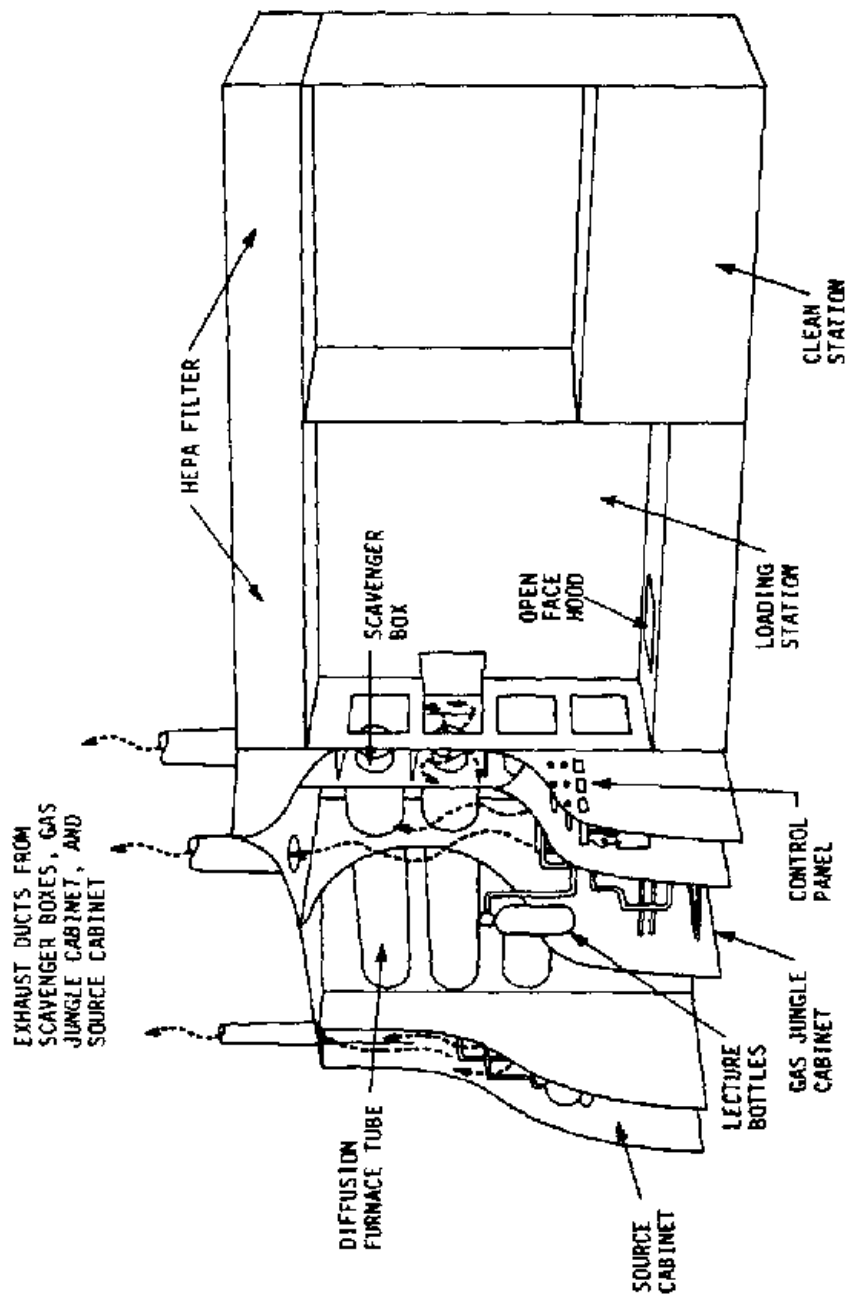 EXHAUST DUCTS FROM
SCAVENGER BOXES, GAS
JUNGLE CABINET, AND
SOURCE CABINET
HEPA FILTER
DIFFUSION
FURNACE TUBE
SCAVENGER
BOX
OPEN
FACE
HOOD
SOURCE
CABINET
LECTURE
BOTTLES
GAS JUNGLE
CABINET
CONTROL
PANEL
LOADING
STATION
CLEAN
STATION